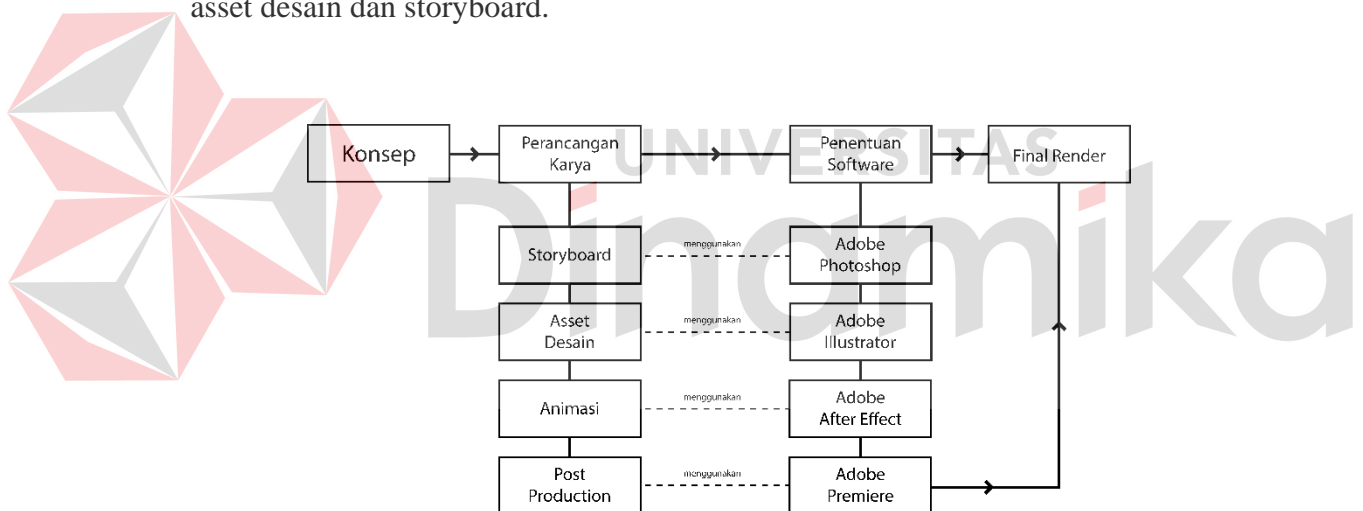 asset desain dan storyboard.
UNIVERSITAS
Dinamika
Konsep
Perancangan
Karya
Penentuan
Software
Final Render
Storyboard
menggunakan
Adobe
Photoshop
Asset
Desain
menggunakan
Adobe
Illustrator
Animasi
menggunakan
Adobe
After Effect
Post
Production
menggunakan
Adobe
Premiere